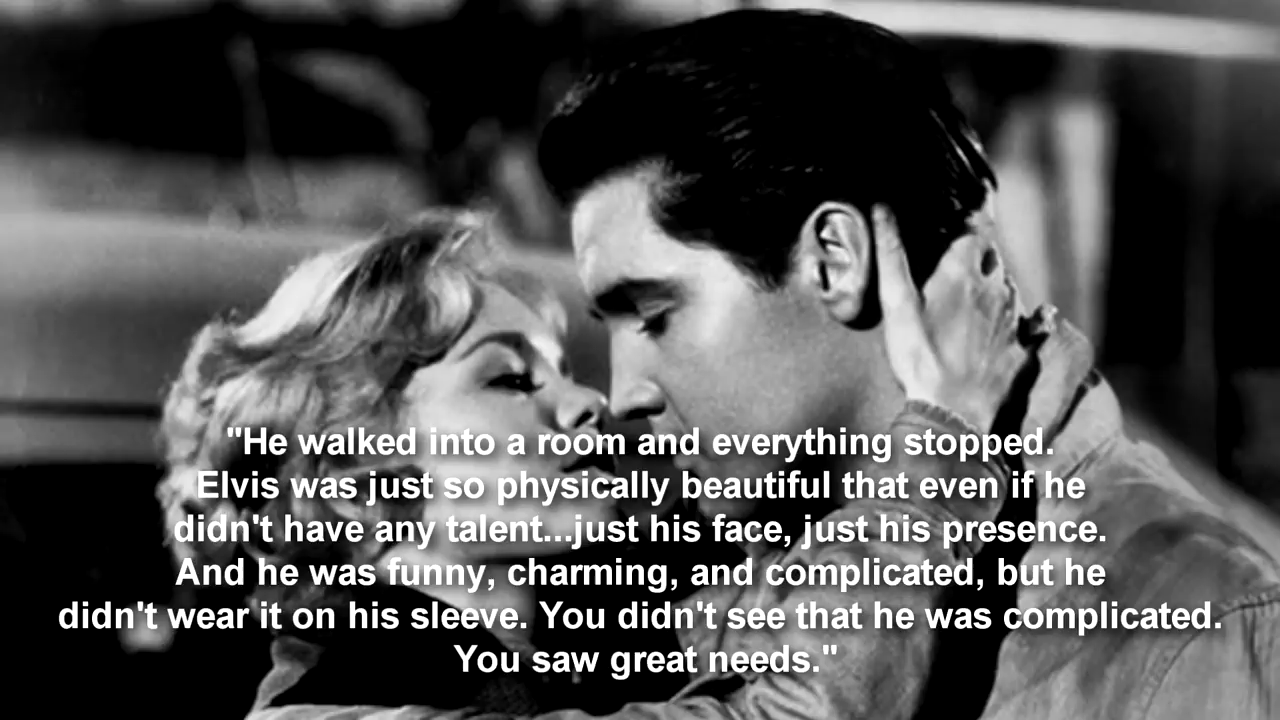 "He walked into a room and everything stopped.
Elvis was just so physically beautiful that even if he
didn't have any talent...just his face, just his presence.
And he was funny, charming, and complicated, but he
didn't wear it on his sleeve. You didn't see that he was complicated.
You saw great needs."